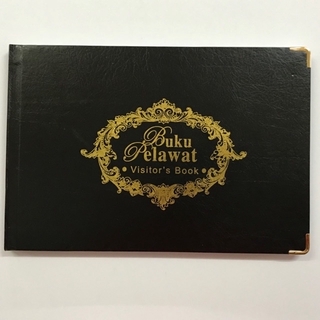 Buku
Pelawat
• Visitor's Book •